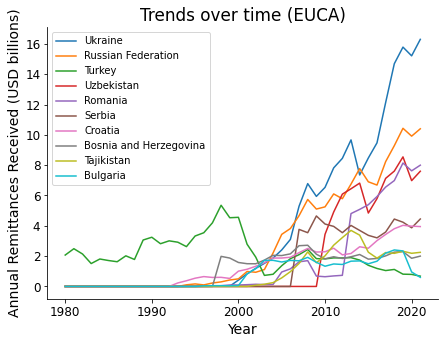 Trends over time (EUCA)
Annual Remittances Received (USD billions)
16
14
12
10
8
6
4
2
0
Ukraine
Russian Federation
Turkey
Uzbekistan
Romania
Serbia
Croatia
Bosnia and Herzegovina
Tajikistan
Bulgaria
1980 1990 2000 2010 2020
Year